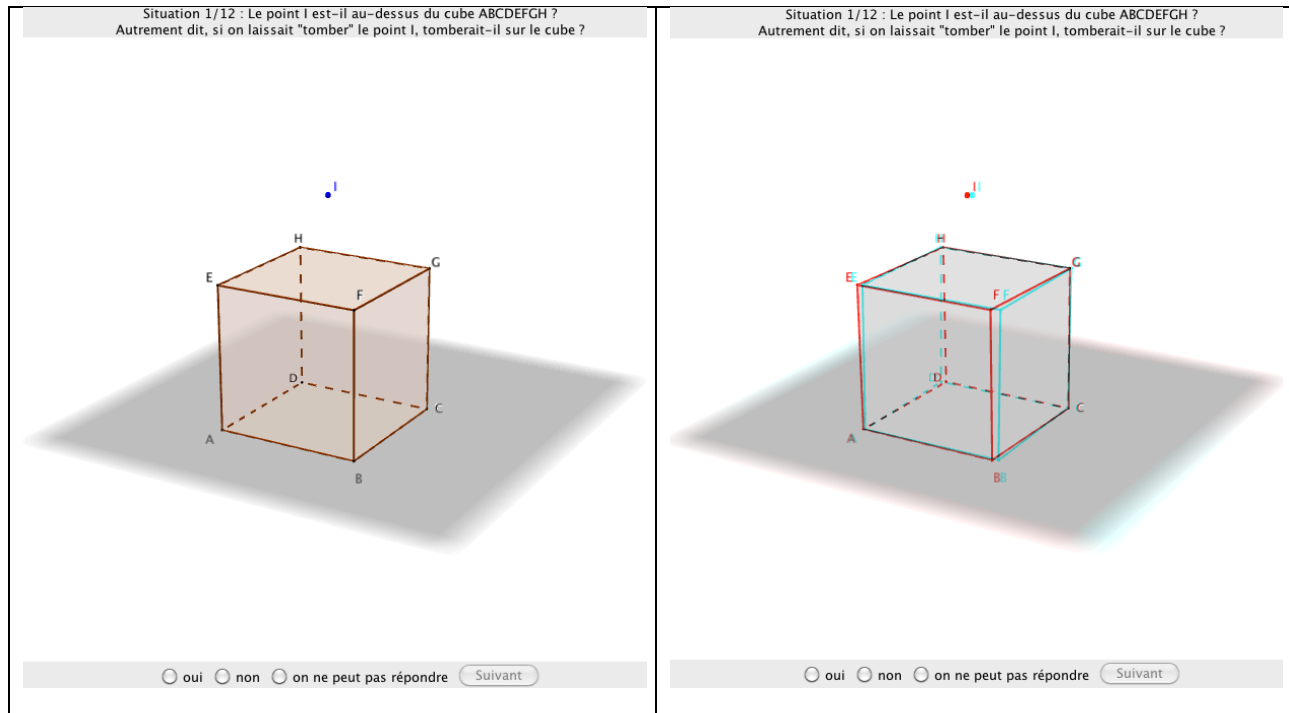 Situation 1/12 : Le point I est-il au-dessus du cube ABCDEFGH ?
Autrement dit, si on laissait "tomber" le point I, tomberait-il sur le cube ?
I
H
G
E
F
D
C
A
B
oui non on ne peut pas répondre Suivant
Situation 1/12 : Le point I est-il au-dessus du cube ABCDEFGH ?
Autrement dit, si on laissait "tomber" le point I, tomberait-il sur le cube ?
I I
H
G
E E
F F
D D
C
A
B B
oui non on ne peut pas répondre Suivant